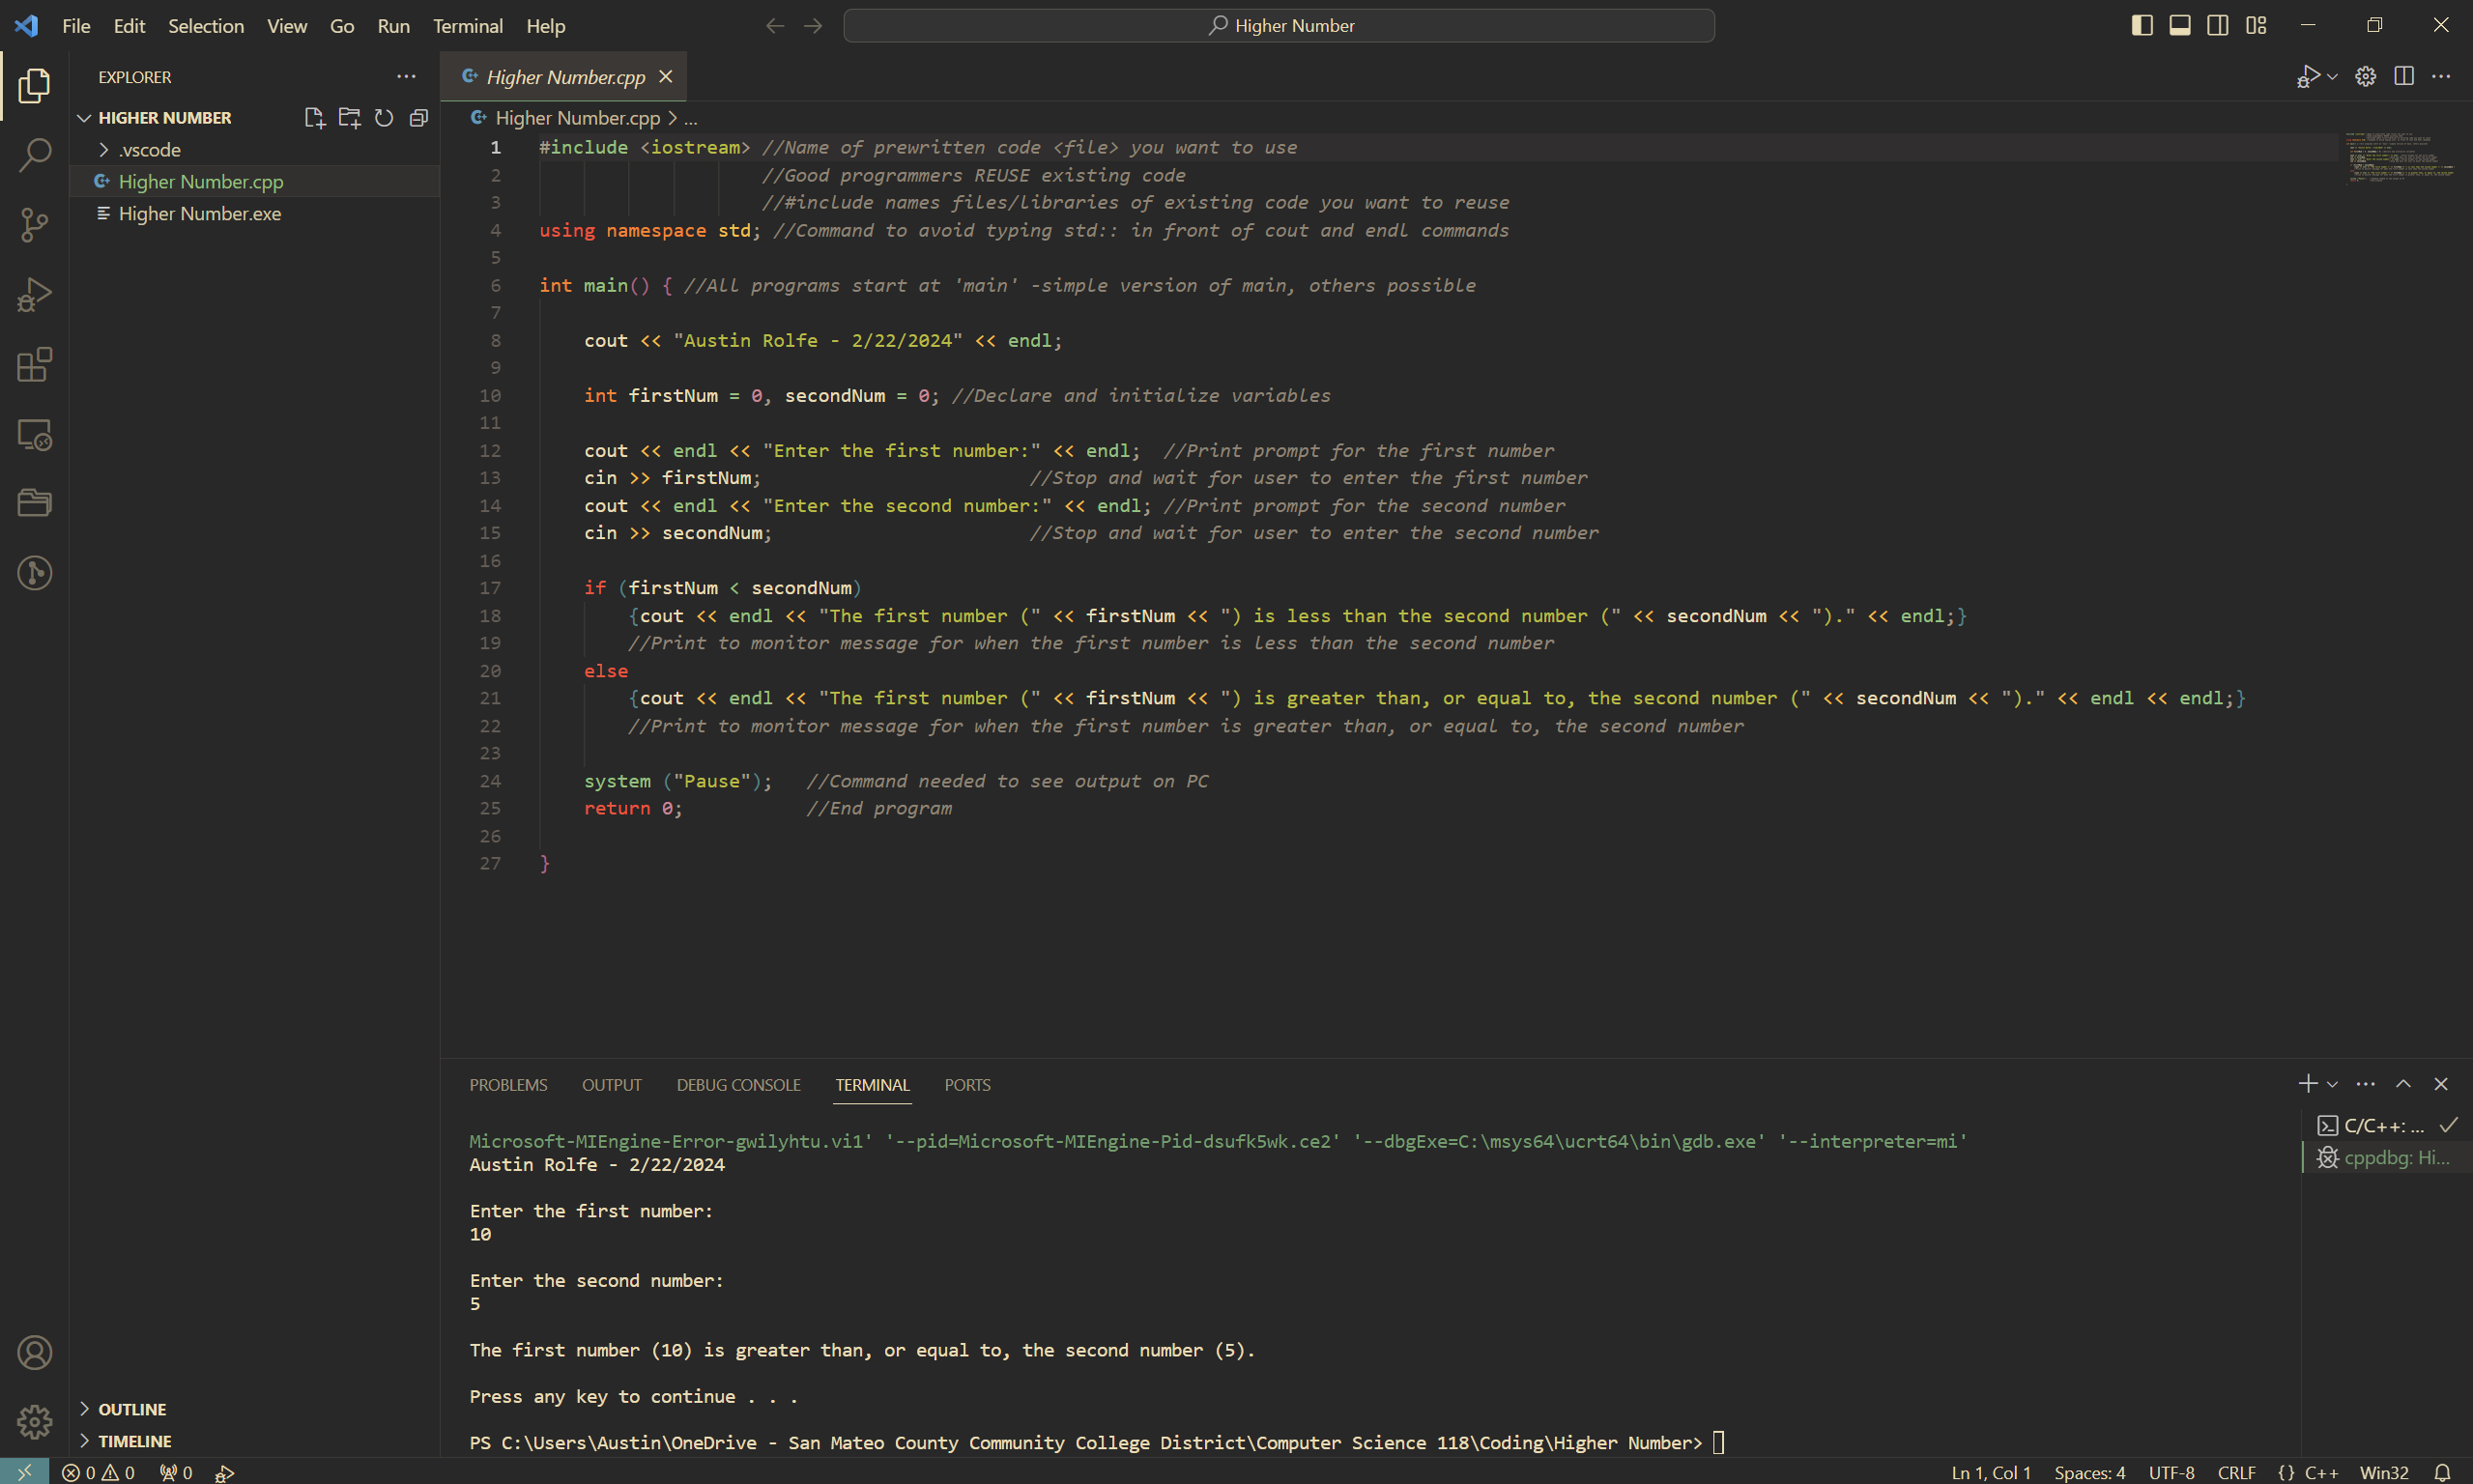 File Edit Selection View Go Run Terminal Help
Higher Number
EXPLORER
HIGHER NUMBER
.vscode
Higher Number.cpp
Higher Number.exe
OUTLINE
TIMELINE
Higher Number.cpp
Higher Number.cpp > ...
1 #include <iostream> //Name of prewritten code <file> you want to use
2 //Good programmers REUSE existing code
3 //#include names files/libraries of existing code you want to reuse
4 using namespace std; //Command to avoid typing std:: in front of cout and endl commands
5
6 int main() { //All programs start at 'main' -simple version of main, others possible
7
8 cout << "Austin Rolfe - 2/22/2024" << endl;
9
10 int firstNum = 0, secondNum = 0; //Declare and initialize variables
11
12 cout << endl << "Enter the first number:" << endl; //Print prompt for the first number
13 cin >> firstNum; //Stop and wait for user to enter the first number
14 cout << endl << "Enter the second number:" << endl; //Print prompt for the second number
15 cin >> secondNum; //Stop and wait for user to enter the second number
16
17 if (firstNum < secondNum)
18 {cout << endl << "The first number (" << firstNum << ") is less than the second number (" << secondNum << ")." << endl;}
19 //Print to monitor message for when the first number is less than the second number
20 else
21 {cout << endl << "The first number (" << firstNum << ") is greater than, or equal to, the second number (" << secondNum << ")." << endl << endl;}
22 //Print to monitor message for when the first number is greater than, or equal to, the second number
23
24 system ("Pause"); //Command needed to see output on PC
25 return 0; //End program
26
27 }
PROBLEMS OUTPUT DEBUG CONSOLE TERMINAL PORTS
Microsoft-MIEngine-Error-gwilyhtu.vi1' '--pid=Microsoft-MIEngine-Pid-dsufk5wk.ce2' '--dbgExe=C:\msys64\ucrt64\bin\gdb.exe' '--interpreter=mi'
Austin Rolfe - 2/22/2024
Enter the first number:
10
Enter the second number:
5
The first number (10) is greater than, or equal to, the second number (5).
Press any key to continue . . .
PS C:\Users\Austin\OneDrive - San Mateo County Community College District\Computer Science 118\Coding\Higher Number>
C/C++: ...
cppdbg: Hi...
0 0 0
Ln 1, Col 1 Spaces: 4 UTF-8 CRLF {} C++ Win32